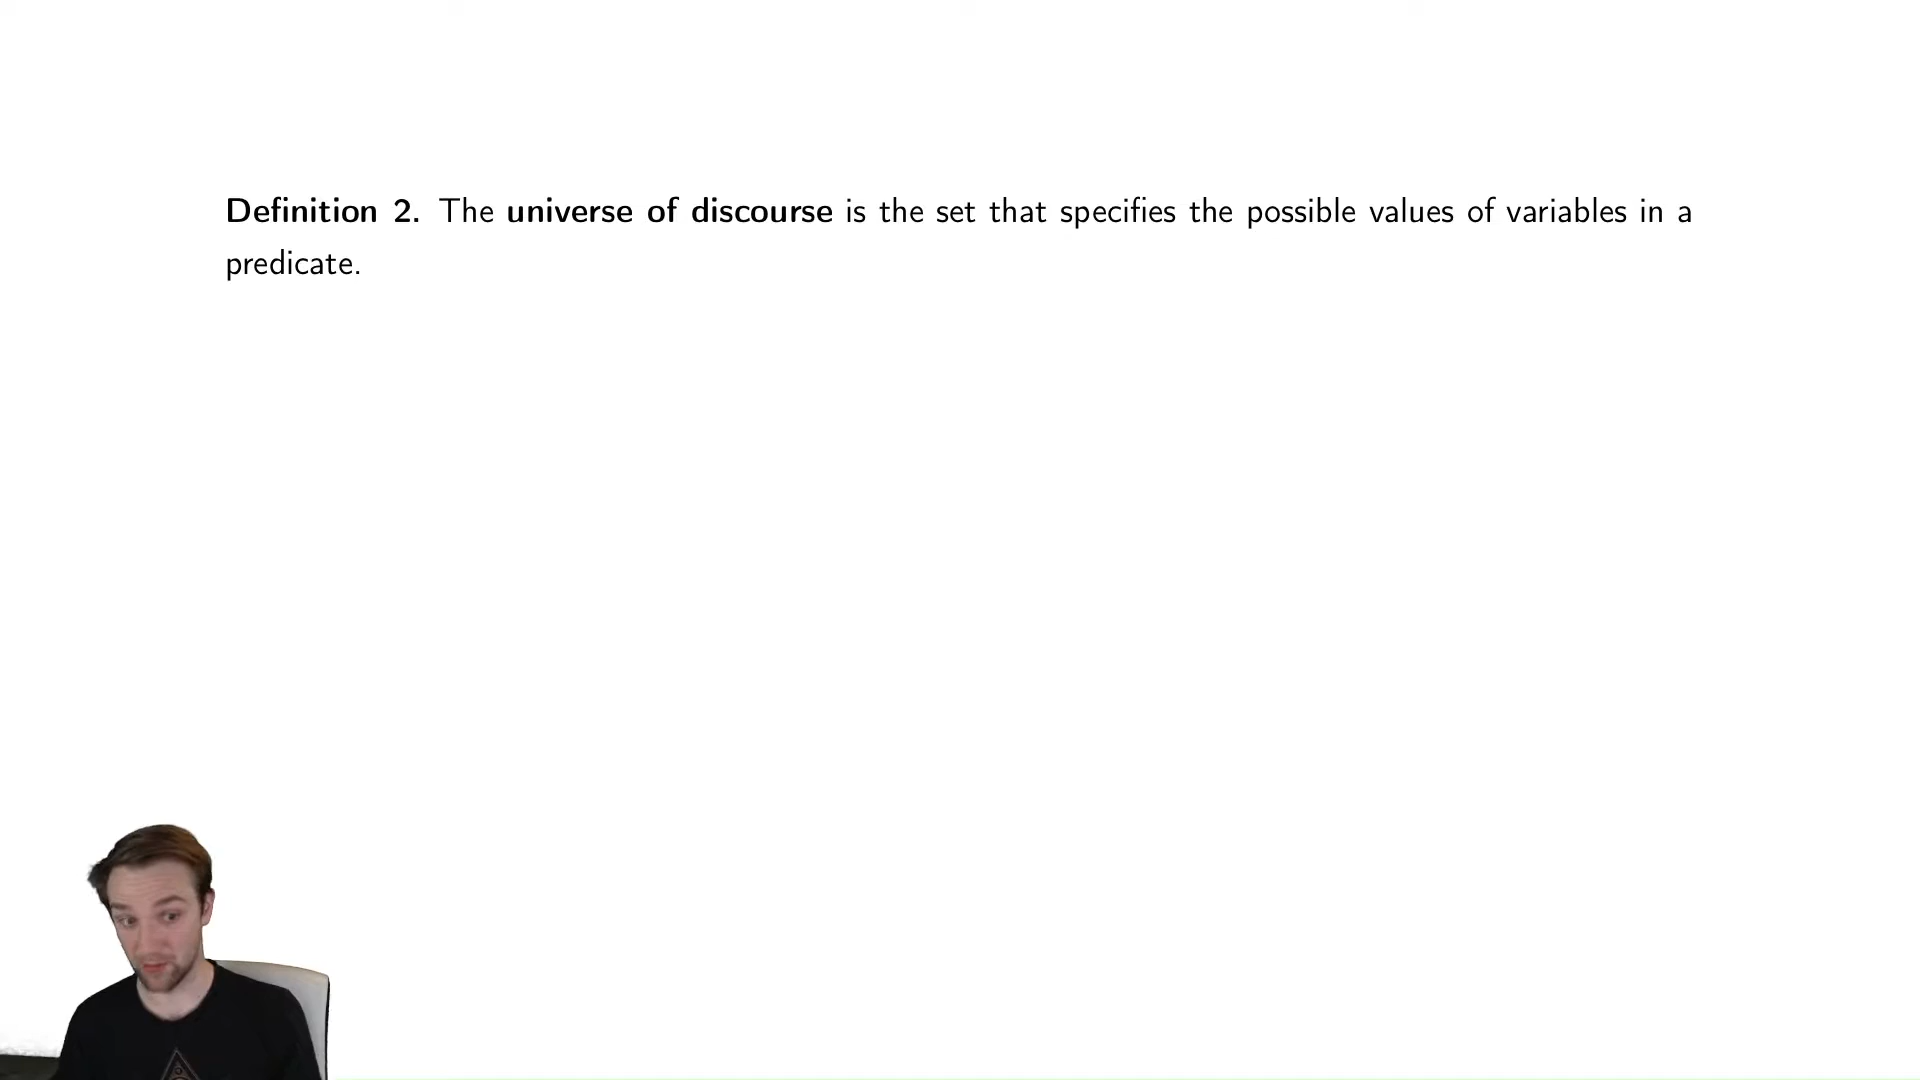 Definition 2. The universe of discourse is the set that specifies the possible values of variables in a
predicate.